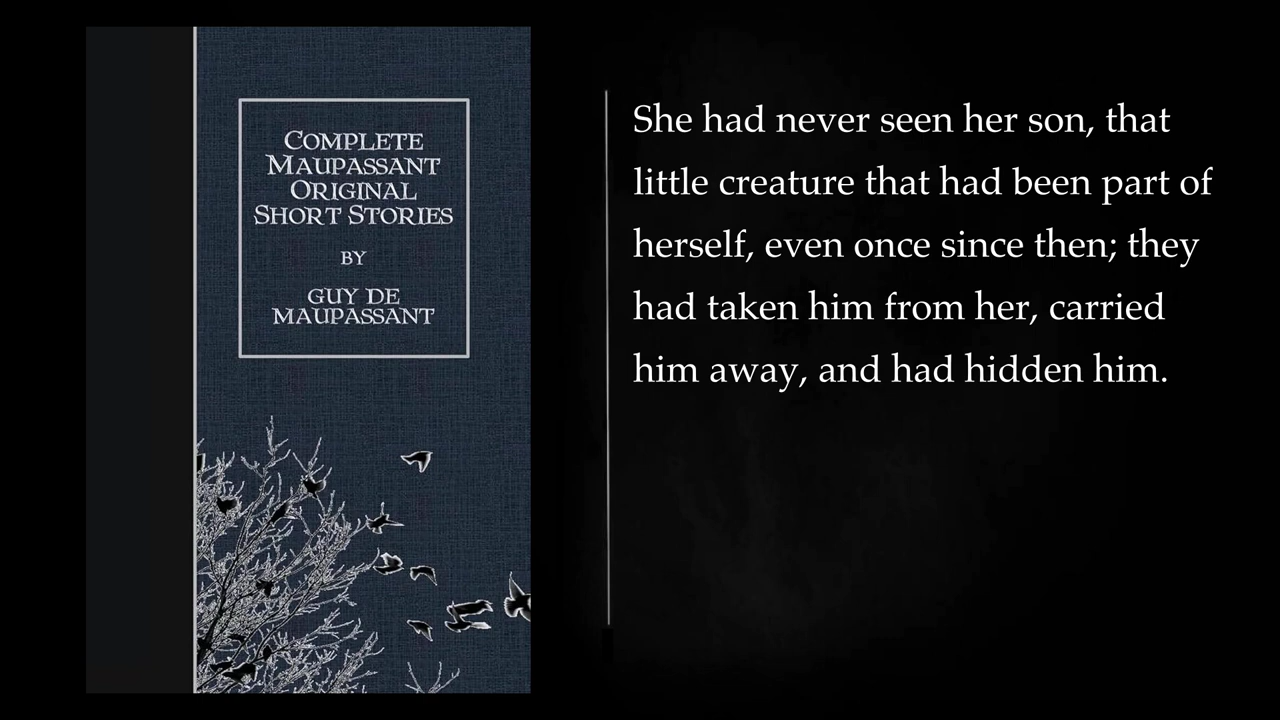 COMPLETE
MAUPASSANT
ORIGINAL
SHORT STORIES
BY
GUY DE
MAUPASSANT
She had never seen her son, that
little creature that had been part of
herself, even once since then; they
had taken him from her, carried
him away, and had hidden him.